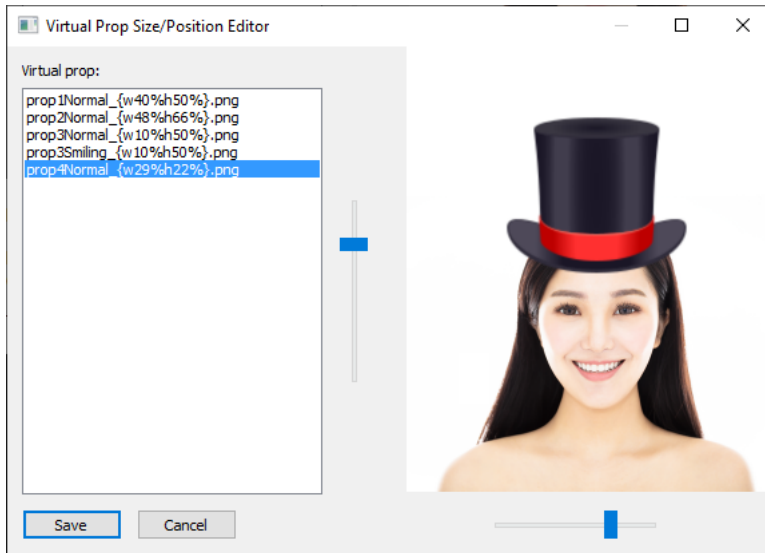 Virtual Prop Size/Position Editor
Virtual prop:
prop1Normal_{w40%h50%}.png
prop2Normal_{w48%h66%}.png
prop3Normal_{w10%h50%}.png
prop3Smiling_{w10%h50%}.png
prop4Normal_{w29%h22%}.png
Save
Cancel